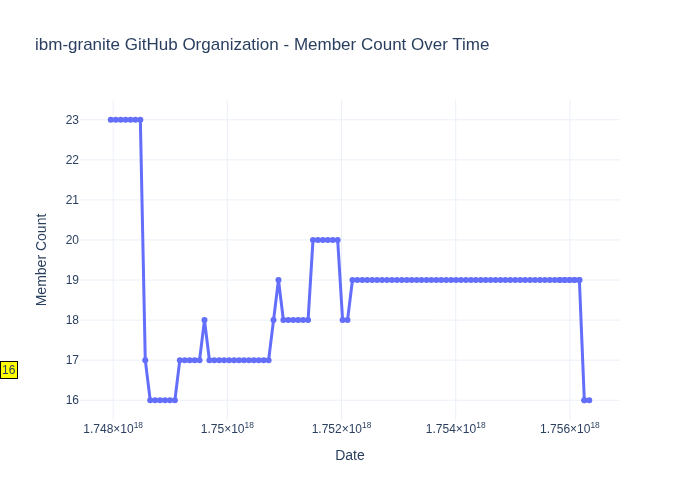 ibm-granite GitHub Organization - Member Count Over Time
23
22
21
20
19
18
17
16
Member Count
16
1.748×10¹⁸ 1.75×10¹⁸ 1.752×10¹⁸ 1.754×10¹⁸ 1.756×10¹⁸
Date